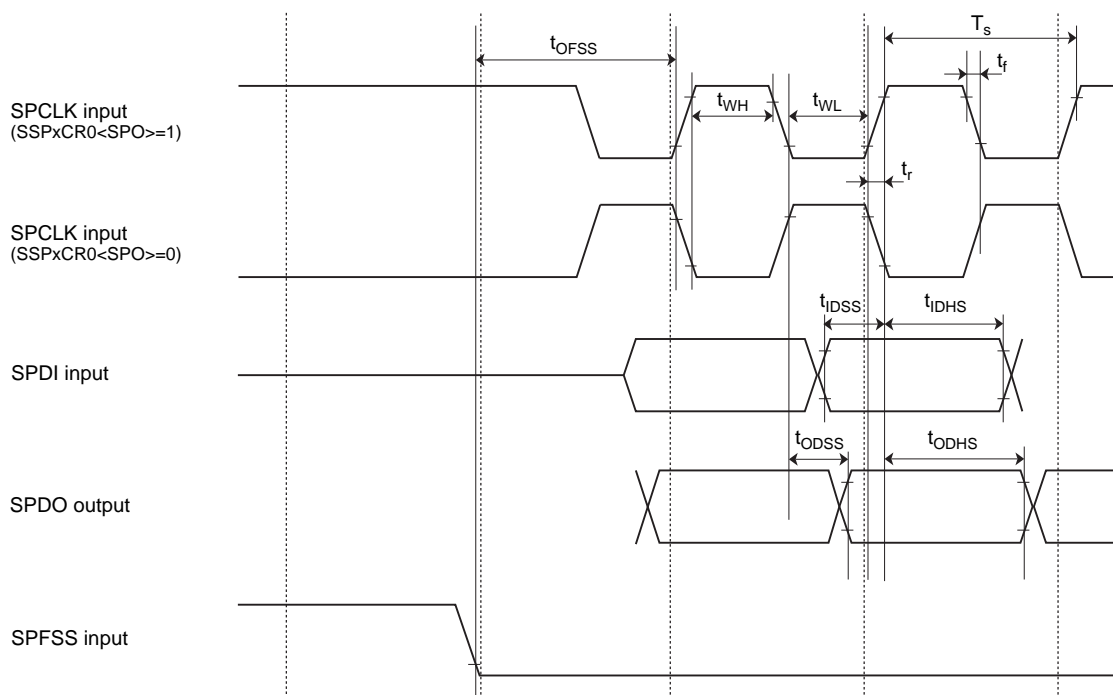 tOFSS
Ts
tf
SPCLK input
(SSPxCR0<SPO>=1)
tWH
tWL
tr
SPCLK input
(SSPxCR0<SPO>=0)
tIDSS
tIDHS
SPDI input
tODSS
tODHS
SPDO output
SPFSS input